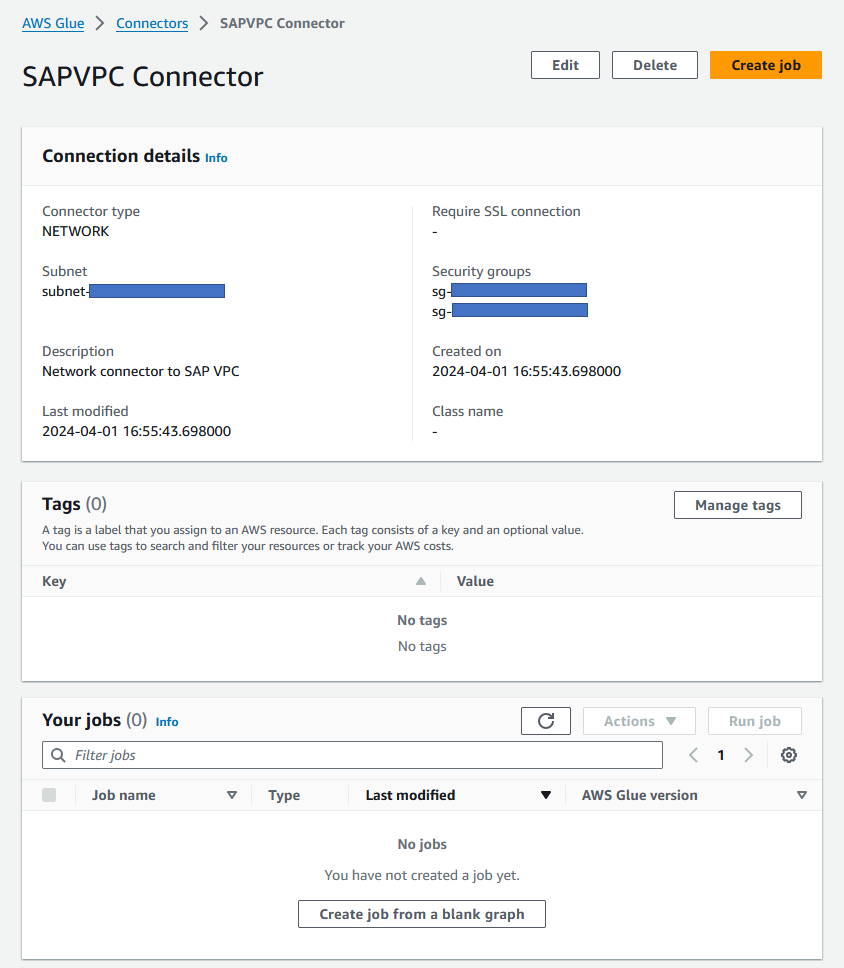 AWS Glue > Connectors > SAPVPC Connector
SAPVPC Connector
Edit
Delete
Create job
Connection details Info
Connector type
NETWORK
Require SSL connection
-
Subnet
subnet-
Security groups
sg-
sg-
Description
Network connector to SAP VPC
Created on
2024-04-01 16:55:43.698000
Last modified
2024-04-01 16:55:43.698000
Class name
-
Tags (0)
Manage tags
A tag is a label that you assign to an AWS resource. Each tag consists of a key and an optional value.
You can use tags to search and filter your resources or track your AWS costs.
Key
Value
No tags
No tags
Your jobs (0) Info
Actions
Run job
Filter jobs
1
Job name
Type
Last modified
AWS Glue version
No jobs
You have not created a job yet.
Create job from a blank graph